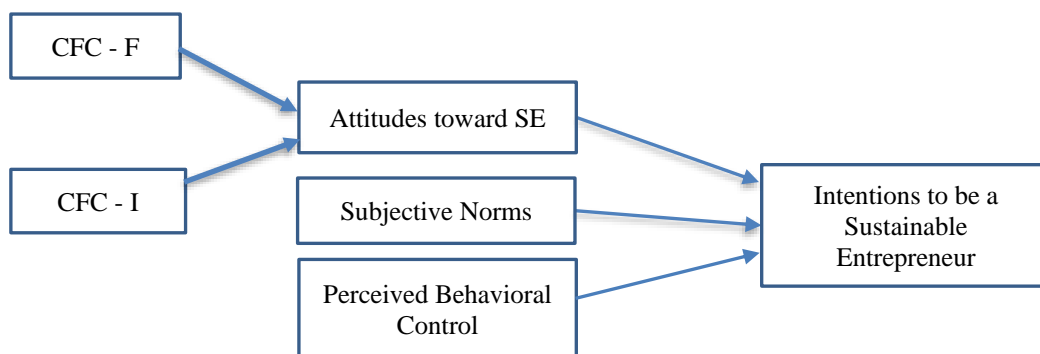 CFC - F
Attitudes toward SE
CFC - I
Subjective Norms
Intentions to be a
Sustainable
Entrepreneur
Perceived Behavioral
Control